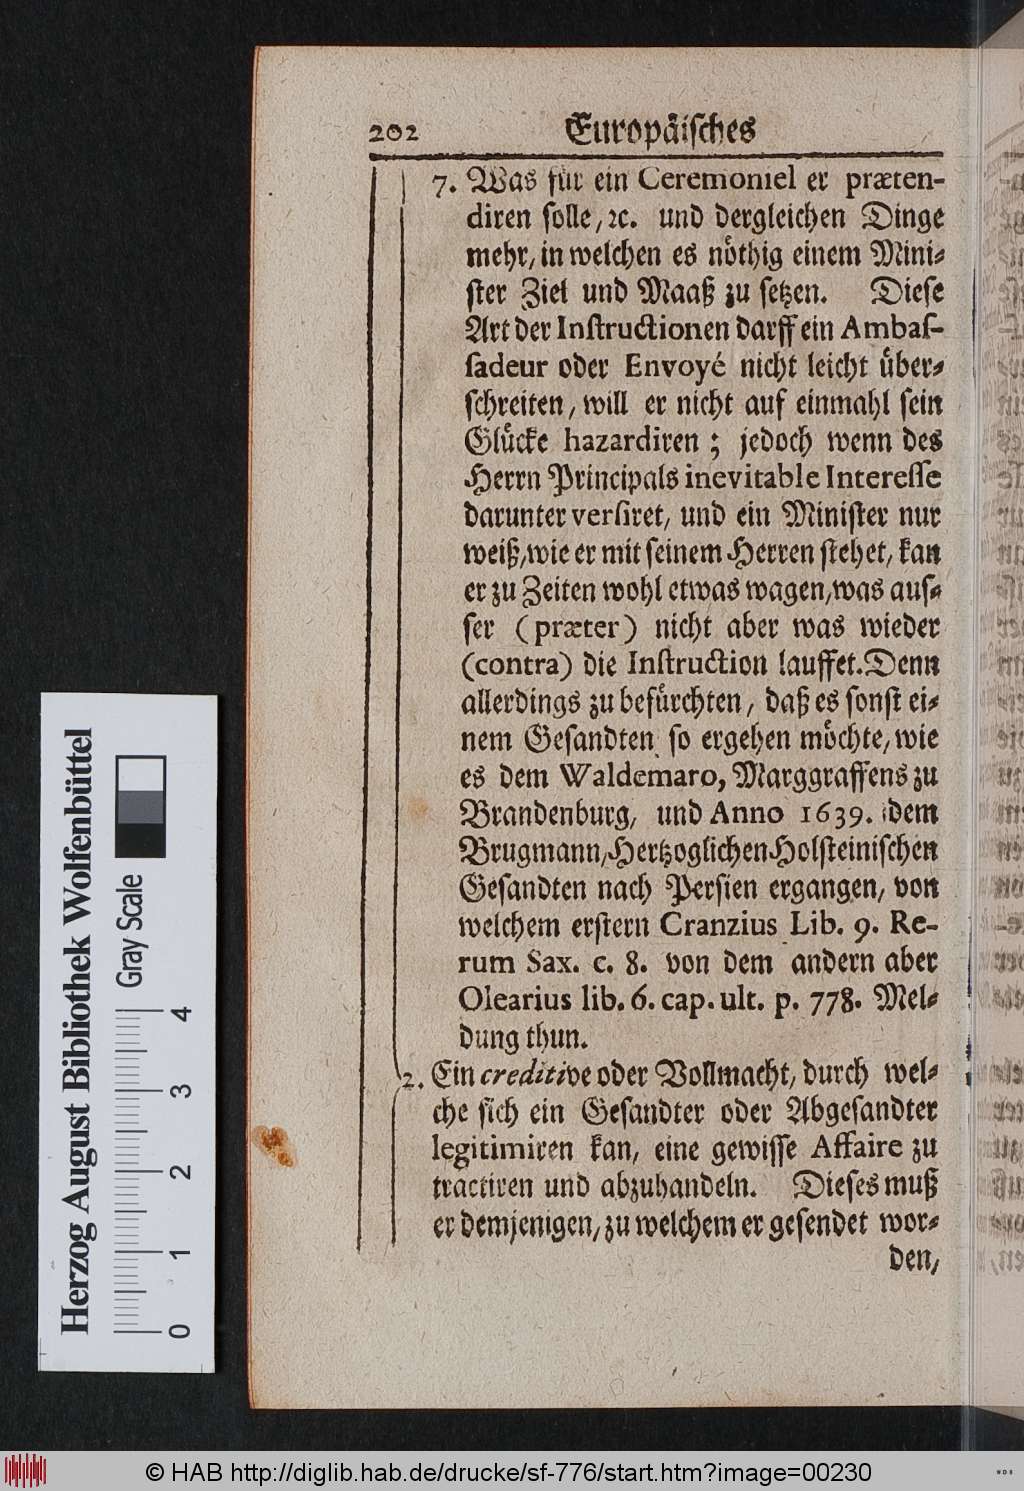 202 Europäisches
7. Was für ein Ceremoniel er præten-
diren solle, ꝛc. und dergleichen Dinge
mehr, in welchen es nöthig einem Mini-
ster Ziel und Maaß zu setzen. Diese
Art der Instructionen darff ein Ambas-
sadeur oder Envoyé nicht leicht über-
schreiten, will er nicht auf einmahl sein
Glücke hazardiren; jedoch wenn des
Herrn Principals inevitable Interesse
darunter versiret, und ein Minister nur
weiß, wie er mit seinem Herren stehet, kan
er zu Zeiten wohl etwas wagen, was aus-
ser (præter) nicht aber was wieder
(contra) die Instruction lauffet. Denn
allerdings zu befürchten, daß es sonst ei-
nem Gesandten so ergehen möchte, wie
es dem Waldemaro, Marggraffens zu
Brandenburg, und Anno 1639. dem
Brugmann, Hertzoglichen Holsteinischen
Gesandten nach Persien ergangen, von
welchem erstern Cranzius Lib. 9. Re-
rum Sax. c. 8. von dem andern aber
Olearius lib. 6. cap. ult. p. 778. Mel-
dung thun.
2. Ein creditive oder Vollmacht, durch wel-
che sich ein Gesandter oder Abgesandter
legitimiren kan, eine gewisse Affaire zu
tractiren und abzuhandeln. Dieses muß
er demjenigen, zu welchem er gesendet wor-
den,
Herzog August Bibliothek Wolfenbüttel
Gray Scale
0 1 2 3 4
© HAB http://diglib.hab.de/drucke/sf-776/start.htm?image=00230